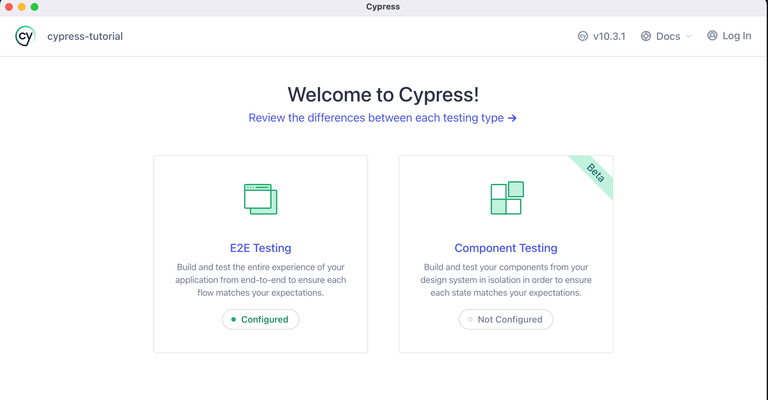 Cypress
cy cypress-tutorial
cy v10.3.1 Docs Log In
Welcome to Cypress!
Review the differences between each testing type →
Beta
E2E Testing
Build and test the entire experience of your
application from end-to-end to ensure each
flow matches your expectations.
Configured
Component Testing
Build and test your components from your
design system in isolation in order to ensure
each state matches your expectations.
Not Configured